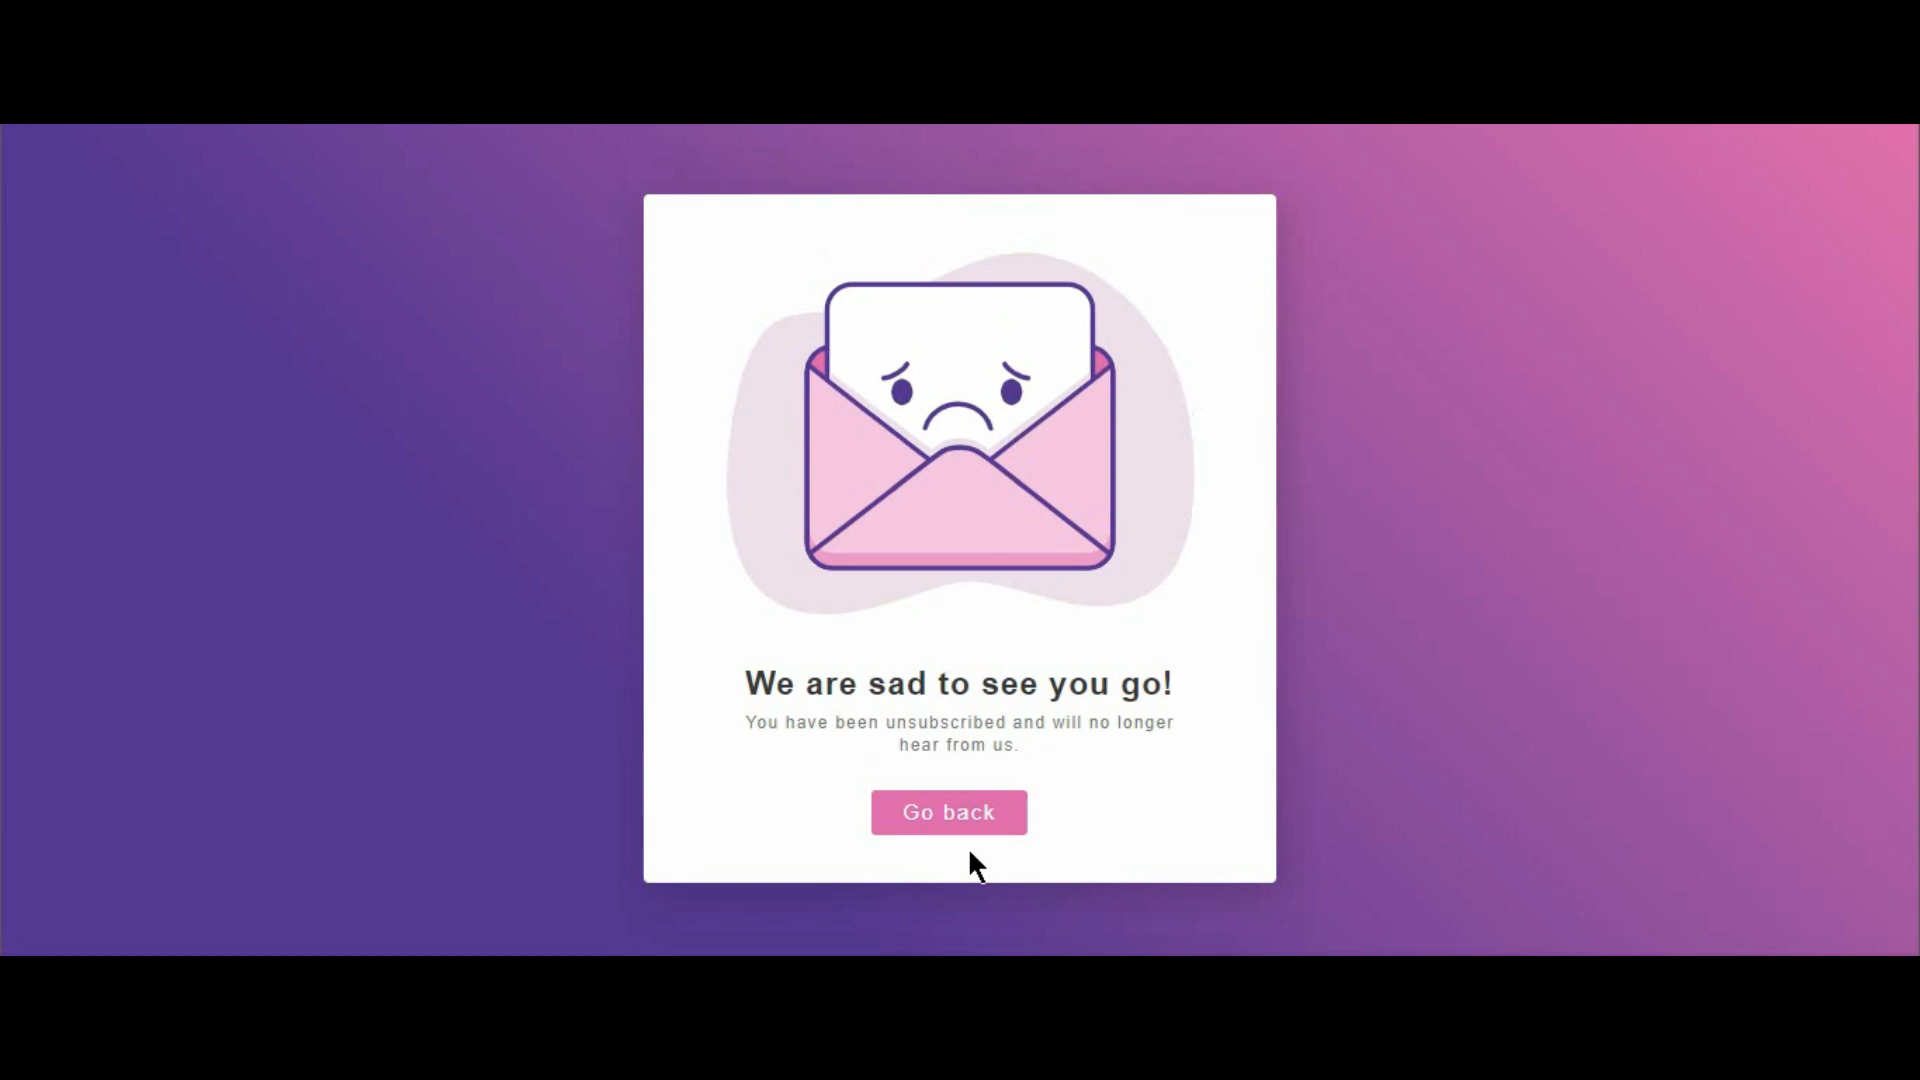 We are sad to see you go!
You have been unsubscribed and will no longer
hear from us.
Go back